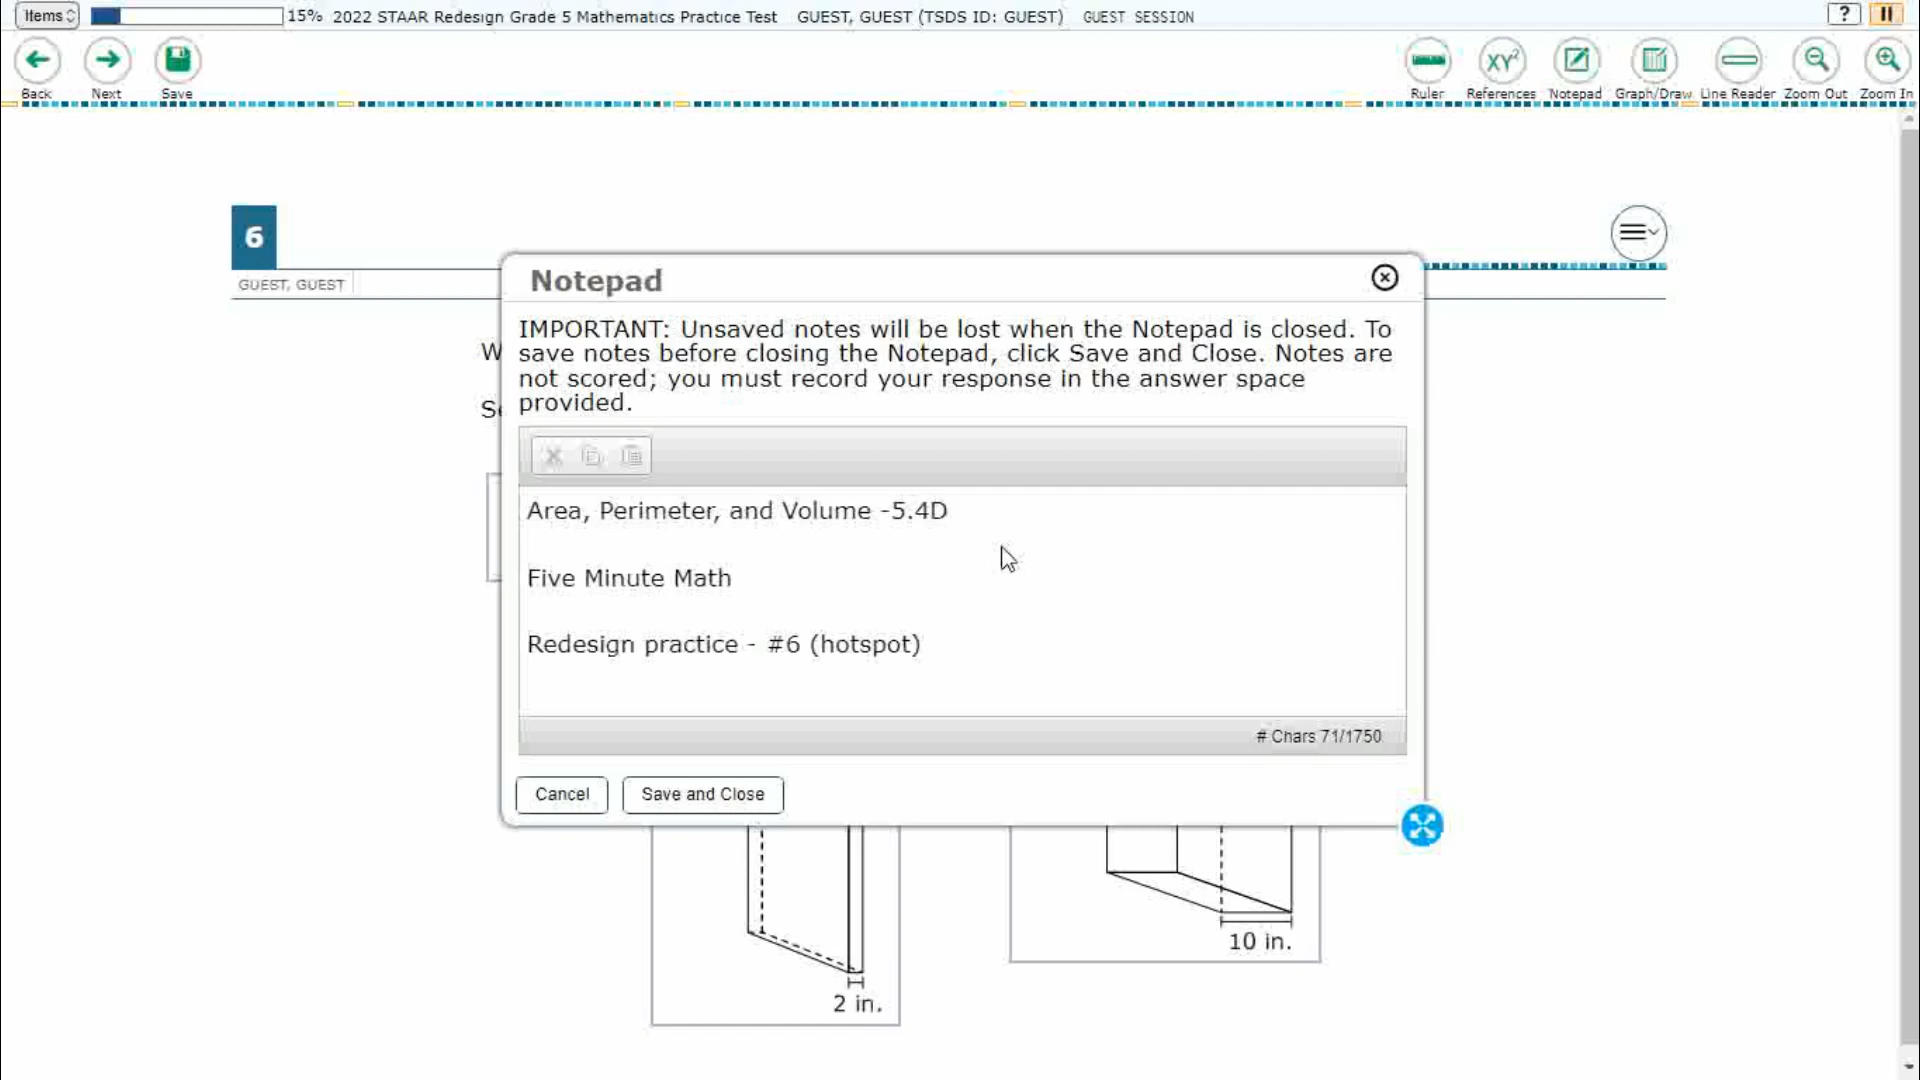 Items 15% 2022 STAAR Redesign Grade 5 Mathematics Practice Test GUEST, GUEST (TSDS ID: GUEST) GUEST SESSION ?
Back Next Save Ruler References Notepad Graph/Draw Line Reader Zoom Out Zoom In
XY²
6
GUEST, GUEST
Notepad
IMPORTANT: Unsaved notes will be lost when the Notepad is closed. To
save notes before closing the Notepad, click Save and Close. Notes are
not scored; you must record your response in the answer space
provided.
Area, Perimeter, and Volume -5.4D
Five Minute Math
Redesign practice - #6 (hotspot)
# Chars 71/1750
Cancel Save and Close
10 in.
2 in.